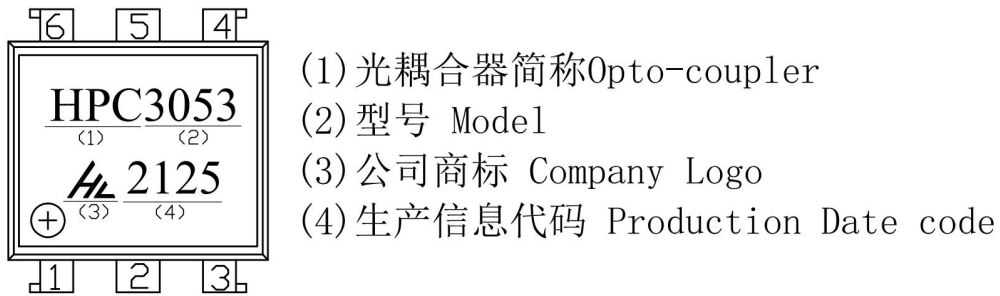 6 5 4
HPC3053
(1) (2)
HL 2125
(3) (4)
1 2 3
(1)光耦合器简称Opto-coupler
(2)型号 Model
(3)公司商标 Company Logo
(4)生产信息代码 Production Date code